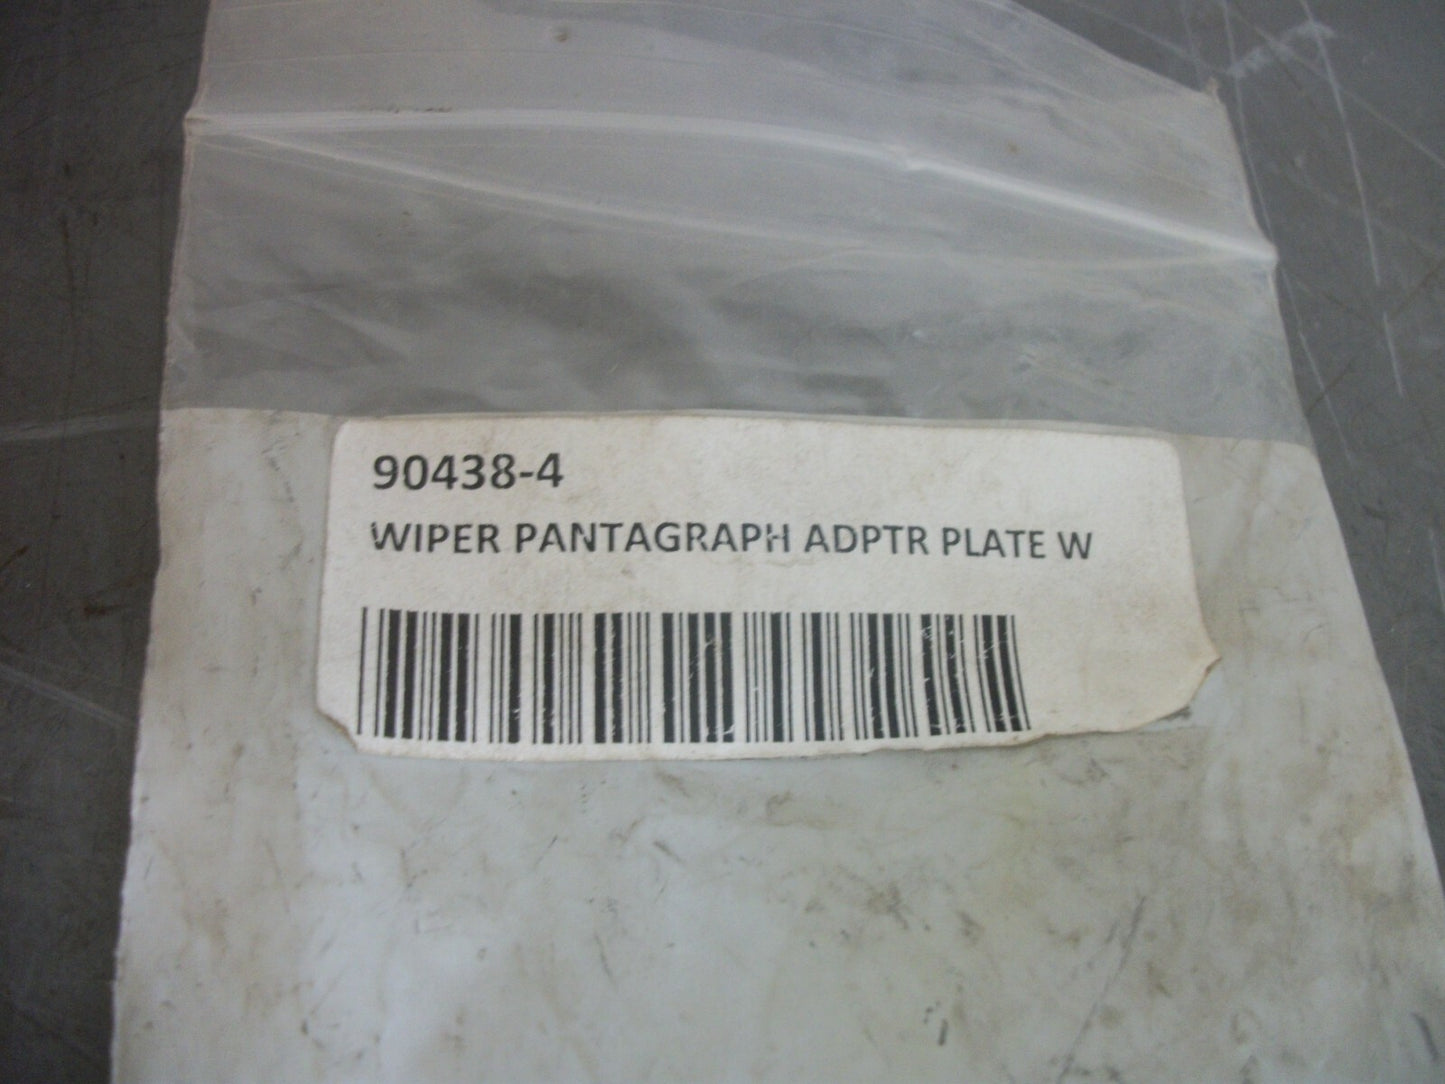 90438-4
WIPER PANTAGRAPH ADPTR PLATE W